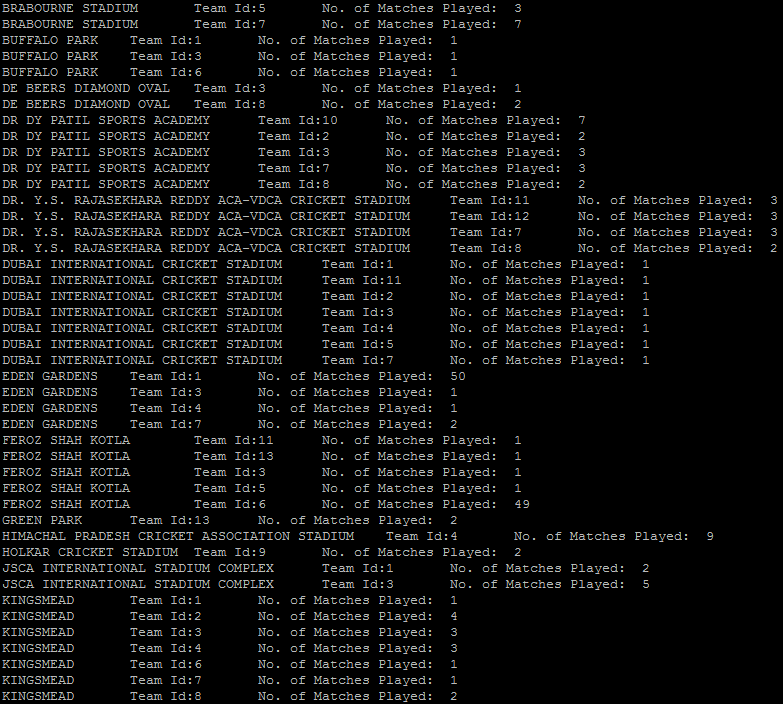 BRABOURNE STADIUM Team Id:5 No. of Matches Played: 3
BRABOURNE STADIUM Team Id:7 No. of Matches Played: 7
BUFFALO PARK Team Id:1 No. of Matches Played: 1
BUFFALO PARK Team Id:3 No. of Matches Played: 1
BUFFALO PARK Team Id:6 No. of Matches Played: 1
DE BEERS DIAMOND OVAL Team Id:3 No. of Matches Played: 1
DE BEERS DIAMOND OVAL Team Id:8 No. of Matches Played: 2
DR DY PATIL SPORTS ACADEMY Team Id:10 No. of Matches Played: 7
DR DY PATIL SPORTS ACADEMY Team Id:2 No. of Matches Played: 2
DR DY PATIL SPORTS ACADEMY Team Id:3 No. of Matches Played: 3
DR DY PATIL SPORTS ACADEMY Team Id:7 No. of Matches Played: 3
DR DY PATIL SPORTS ACADEMY Team Id:8 No. of Matches Played: 2
DR. Y.S. RAJASEKHARA REDDY ACA-VDCA CRICKET STADIUM Team Id:11 No. of Matches Played: 3
DR. Y.S. RAJASEKHARA REDDY ACA-VDCA CRICKET STADIUM Team Id:12 No. of Matches Played: 3
DR. Y.S. RAJASEKHARA REDDY ACA-VDCA CRICKET STADIUM Team Id:7 No. of Matches Played: 3
DR. Y.S. RAJASEKHARA REDDY ACA-VDCA CRICKET STADIUM Team Id:8 No. of Matches Played: 2
DUBAI INTERNATIONAL CRICKET STADIUM Team Id:1 No. of Matches Played: 1
DUBAI INTERNATIONAL CRICKET STADIUM Team Id:11 No. of Matches Played: 1
DUBAI INTERNATIONAL CRICKET STADIUM Team Id:2 No. of Matches Played: 1
DUBAI INTERNATIONAL CRICKET STADIUM Team Id:3 No. of Matches Played: 1
DUBAI INTERNATIONAL CRICKET STADIUM Team Id:4 No. of Matches Played: 1
DUBAI INTERNATIONAL CRICKET STADIUM Team Id:5 No. of Matches Played: 1
DUBAI INTERNATIONAL CRICKET STADIUM Team Id:7 No. of Matches Played: 1
EDEN GARDENS Team Id:1 No. of Matches Played: 50
EDEN GARDENS Team Id:3 No. of Matches Played: 1
EDEN GARDENS Team Id:4 No. of Matches Played: 1
EDEN GARDENS Team Id:7 No. of Matches Played: 2
FEROZ SHAH KOTLA Team Id:11 No. of Matches Played: 1
FEROZ SHAH KOTLA Team Id:13 No. of Matches Played: 1
FEROZ SHAH KOTLA Team Id:3 No. of Matches Played: 1
FEROZ SHAH KOTLA Team Id:5 No. of Matches Played: 1
FEROZ SHAH KOTLA Team Id:6 No. of Matches Played: 49
GREEN PARK Team Id:13 No. of Matches Played: 2
HIMACHAL PRADESH CRICKET ASSOCIATION STADIUM Team Id:4 No. of Matches Played: 9
HOLKAR CRICKET STADIUM Team Id:9 No. of Matches Played: 2
JSCA INTERNATIONAL STADIUM COMPLEX Team Id:1 No. of Matches Played: 2
JSCA INTERNATIONAL STADIUM COMPLEX Team Id:3 No. of Matches Played: 5
KINGSMEAD Team Id:1 No. of Matches Played: 1
KINGSMEAD Team Id:2 No. of Matches Played: 4
KINGSMEAD Team Id:3 No. of Matches Played: 3
KINGSMEAD Team Id:4 No. of Matches Played: 3
KINGSMEAD Team Id:6 No. of Matches Played: 1
KINGSMEAD Team Id:7 No. of Matches Played: 1
KINGSMEAD Team Id:8 No. of Matches Played: 2